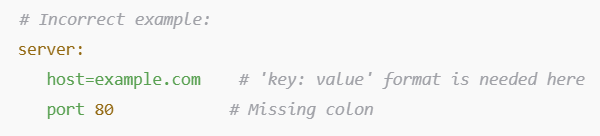 # Incorrect example:
server:
   host=example.com    # 'key: value' format is needed here
   port 80            # Missing colon